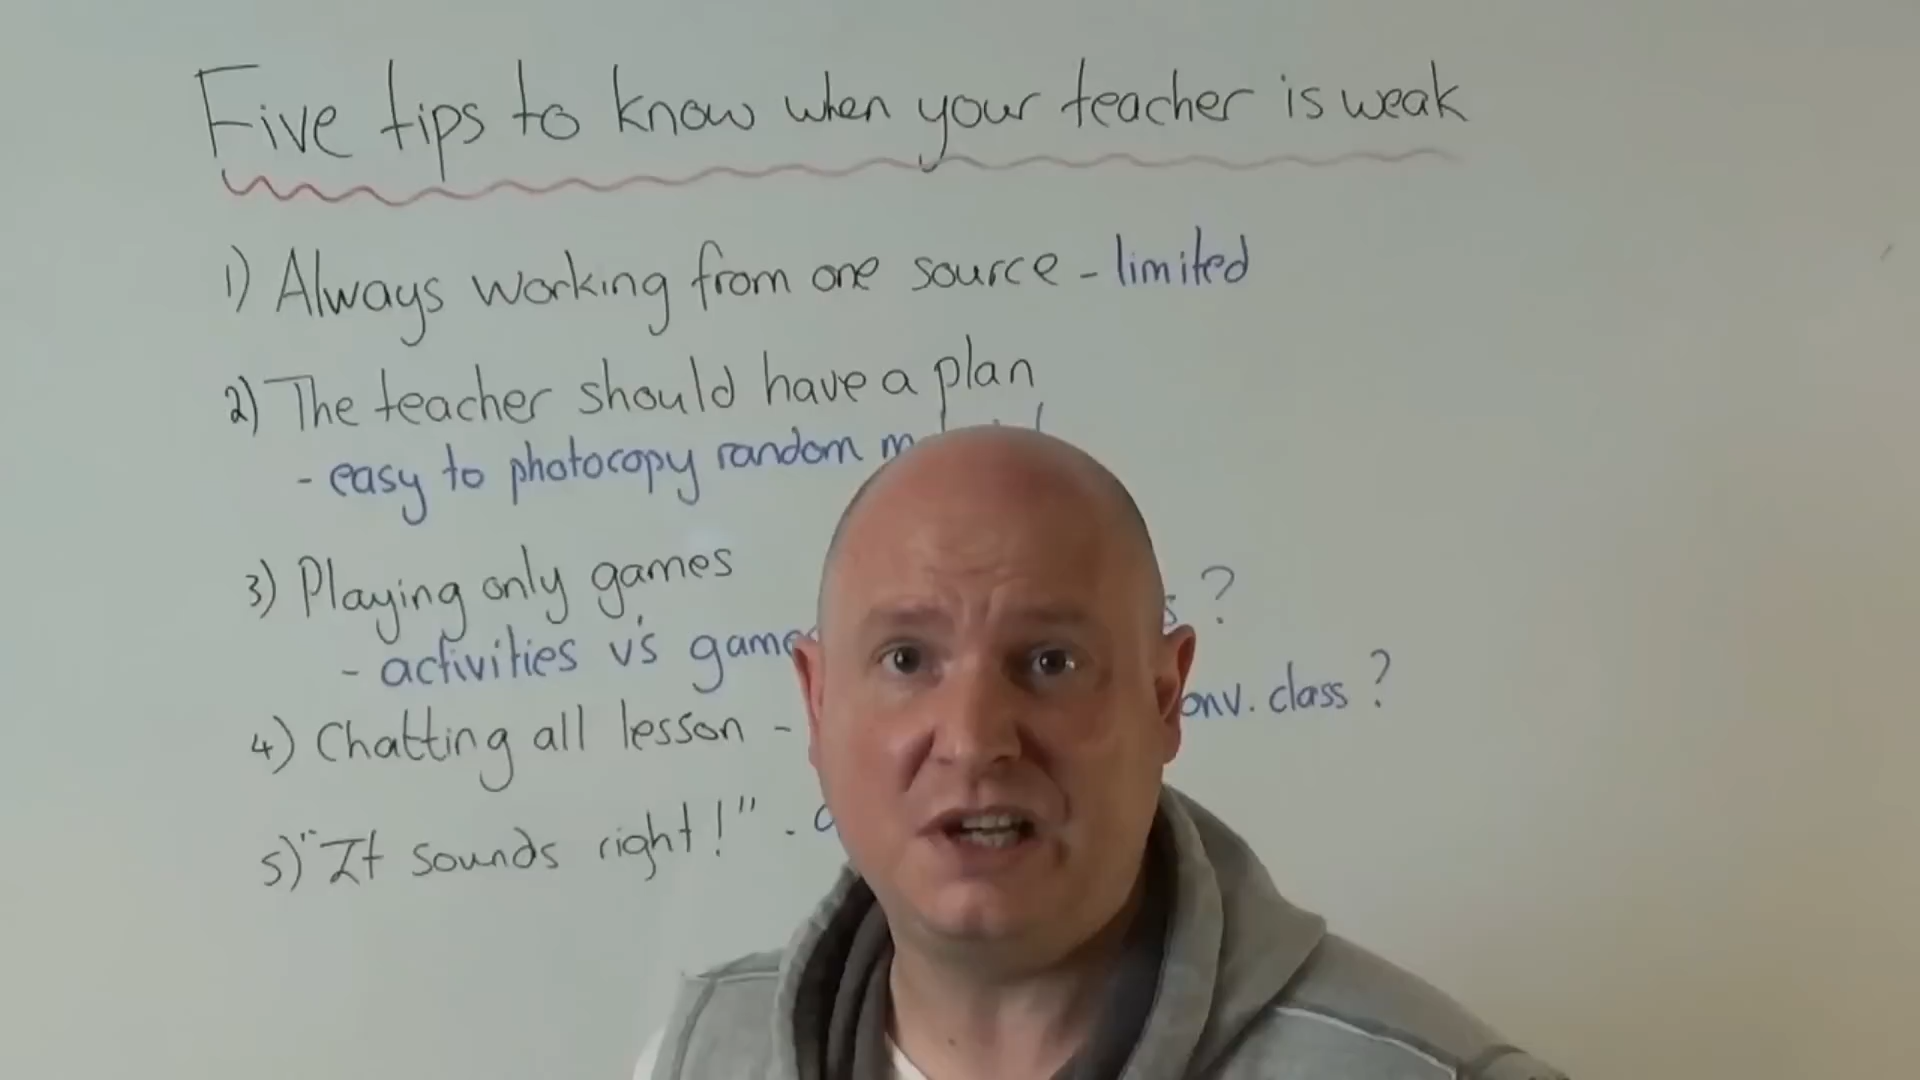 Five tips to know when your teacher is weak
1) Always working from one source - limited
2) The teacher should have a plan
- easy to photocopy random
3) Playing only games ?
- activities v's game
4) Chatting all lesson - class ?
5) "It sounds right!" -